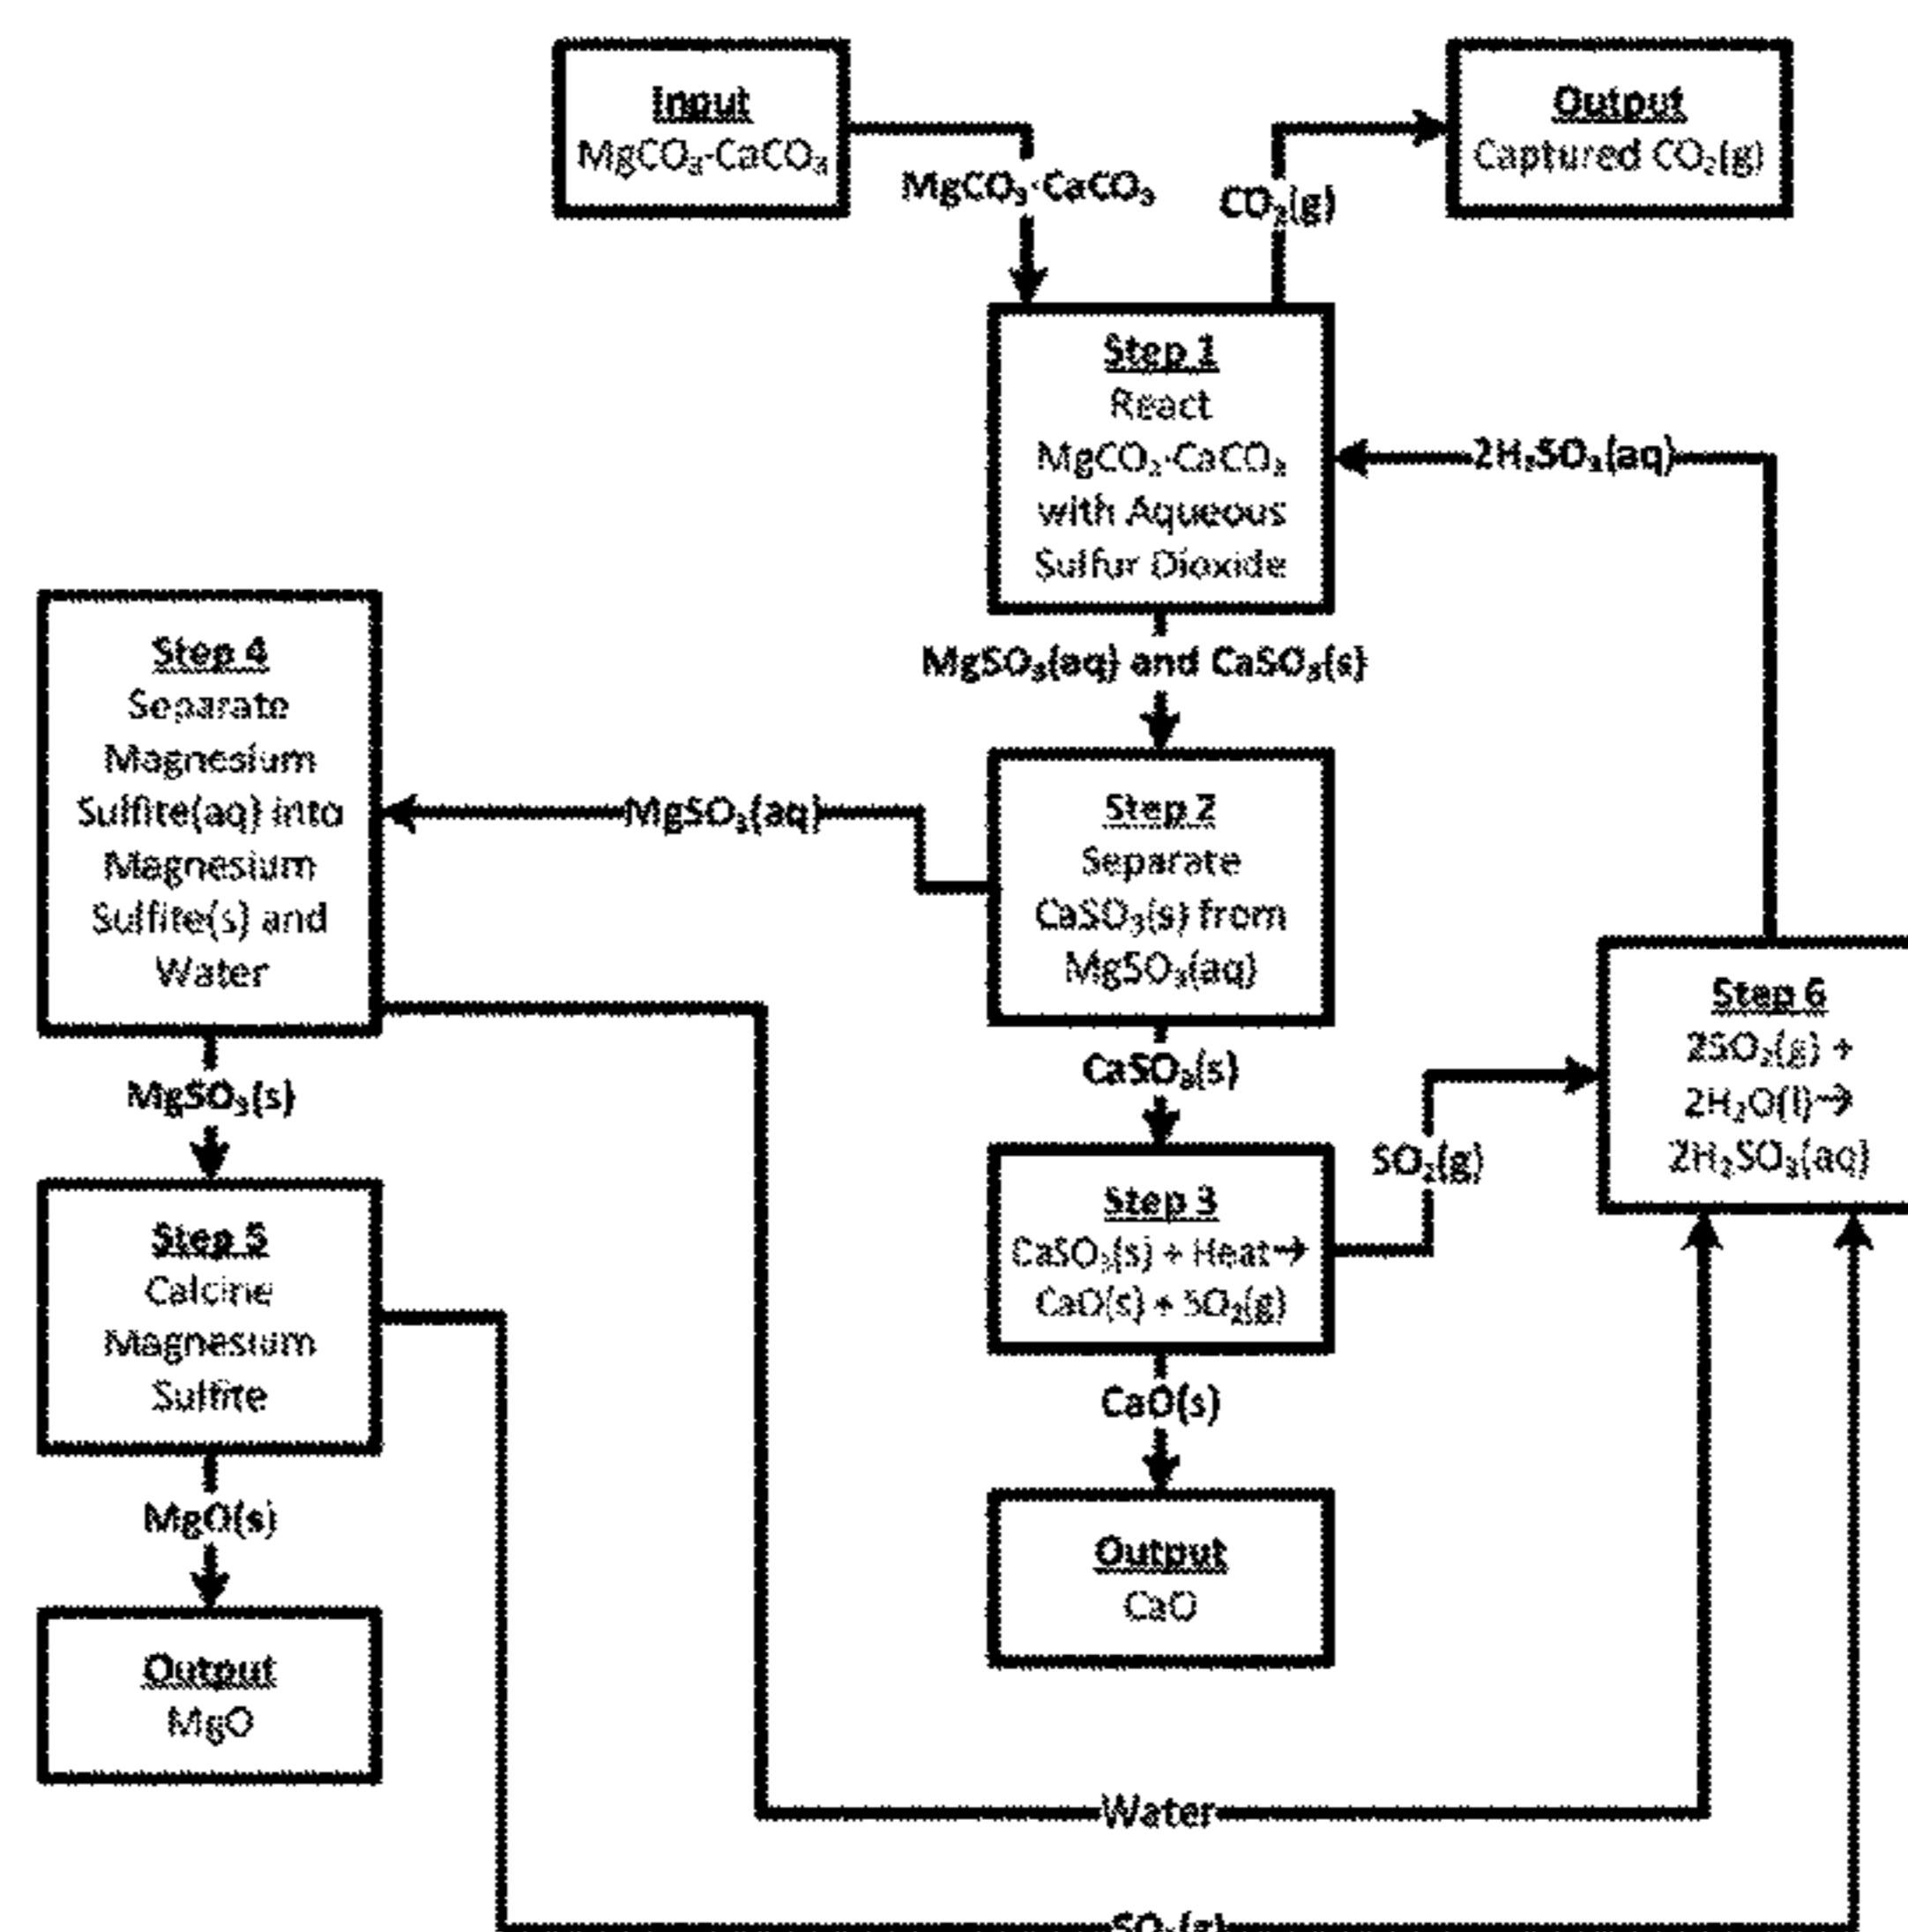 Input
MgCO₃·CaCO₃
Output
Captured CO₂(g)
MgCO₃·CaCO₃
CO₂(g)
Step 1
React
MgCO₃·CaCO₃
with Aqueous
Sulfur Dioxide
2H₂SO₃(aq)
MgSO₃(aq) and CaSO₃(s)
Step 4
Separate
Magnesium
Sulfite(aq) into
Magnesium
Sulfite(s) and
Water
MgSO₃(aq)
Step 2
Separate
CaSO₃(s) from
MgSO₃(aq)
Step 6
2SO₂(g) +
2H₂O(l)→
2H₂SO₃(aq)
MgSO₃(s)
CaSO₃(s)
SO₂(g)
Step 3
CaSO₃(s) + Heat→
CaO(s) + SO₂(g)
Step 5
Calcine
Magnesium
Sulfite
CaO(s)
MgO(s)
Output
CaO
Output
MgO
Water
SO₂(g)